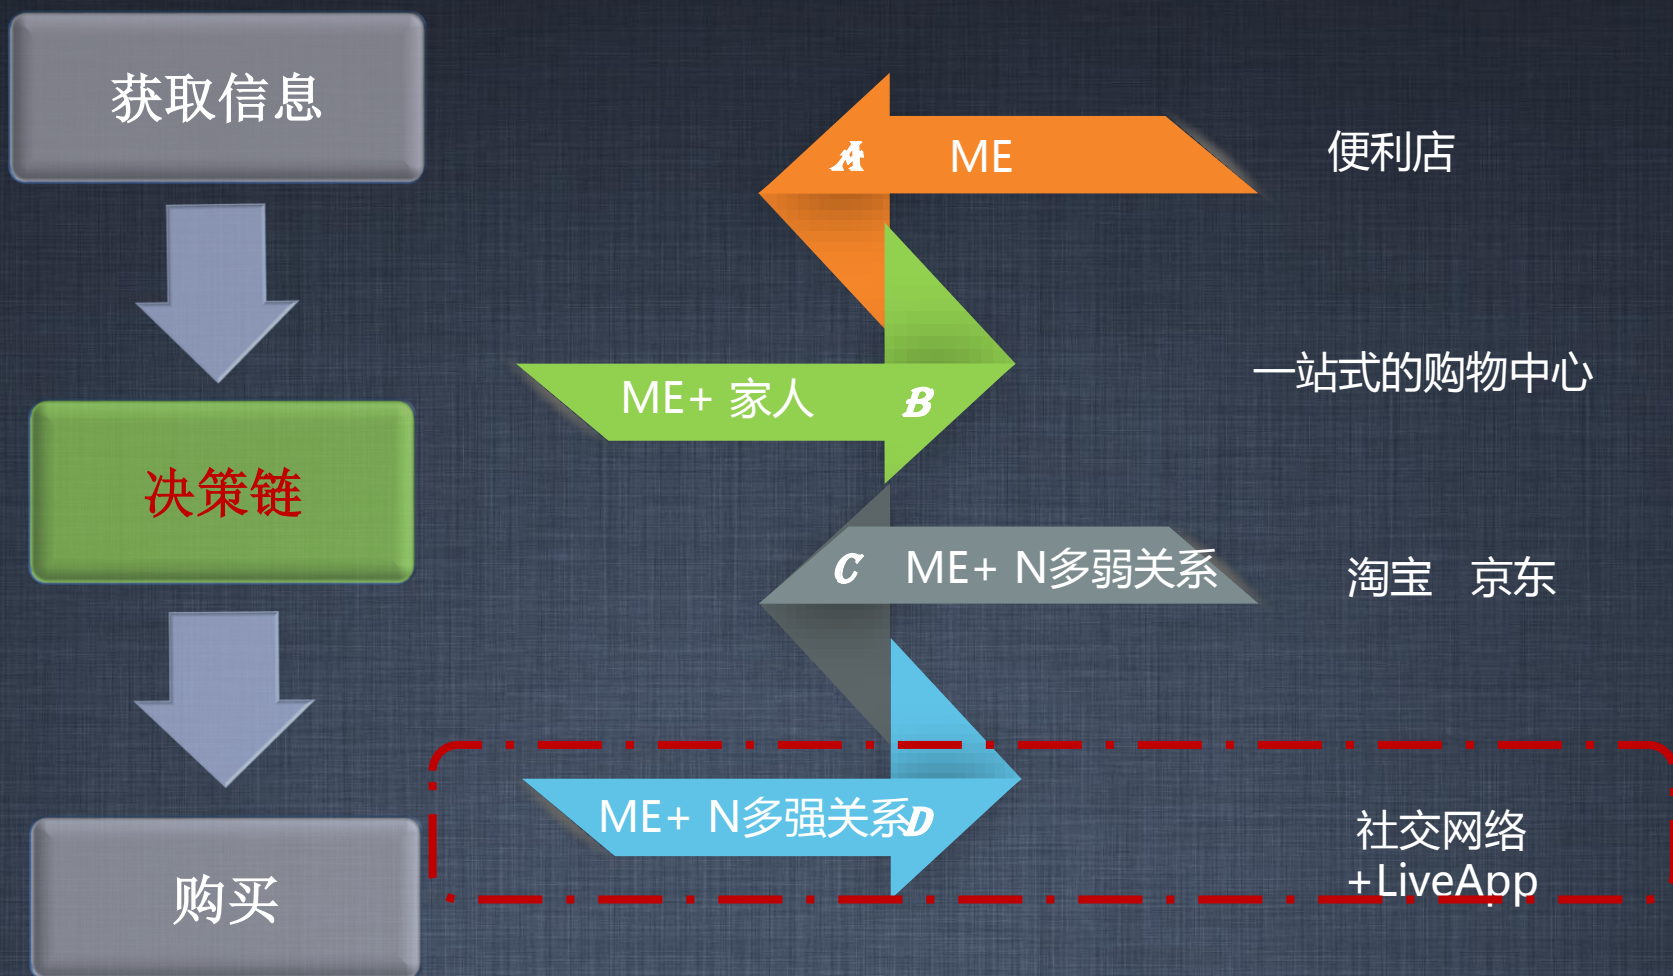 获取信息
决策链
购买
A ME
便利店
ME+ 家人 B
一站式的购物中心
C ME+ N多弱关系
淘宝 京东
ME+ N多强关系 D
社交网络
+LiveApp